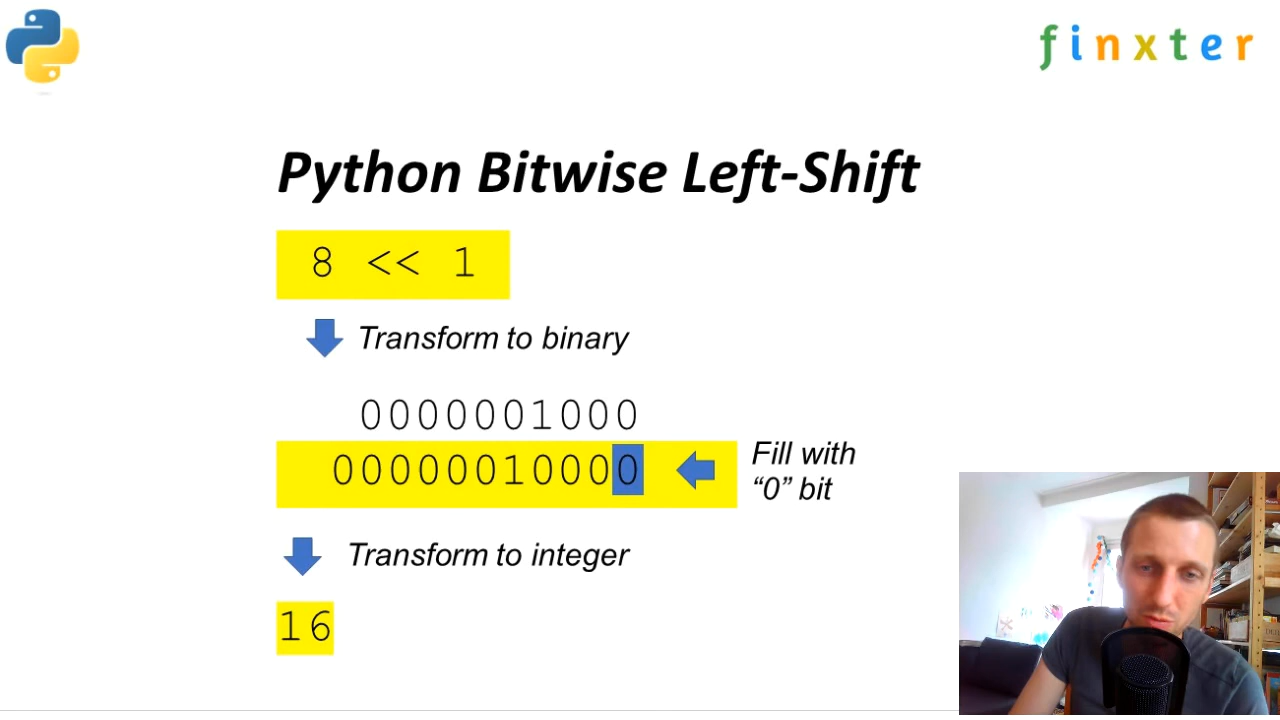 finxter
Python Bitwise Left-Shift
8 << 1
Transform to binary
0000001000
00000010000
Fill with
“0” bit
Transform to integer
16